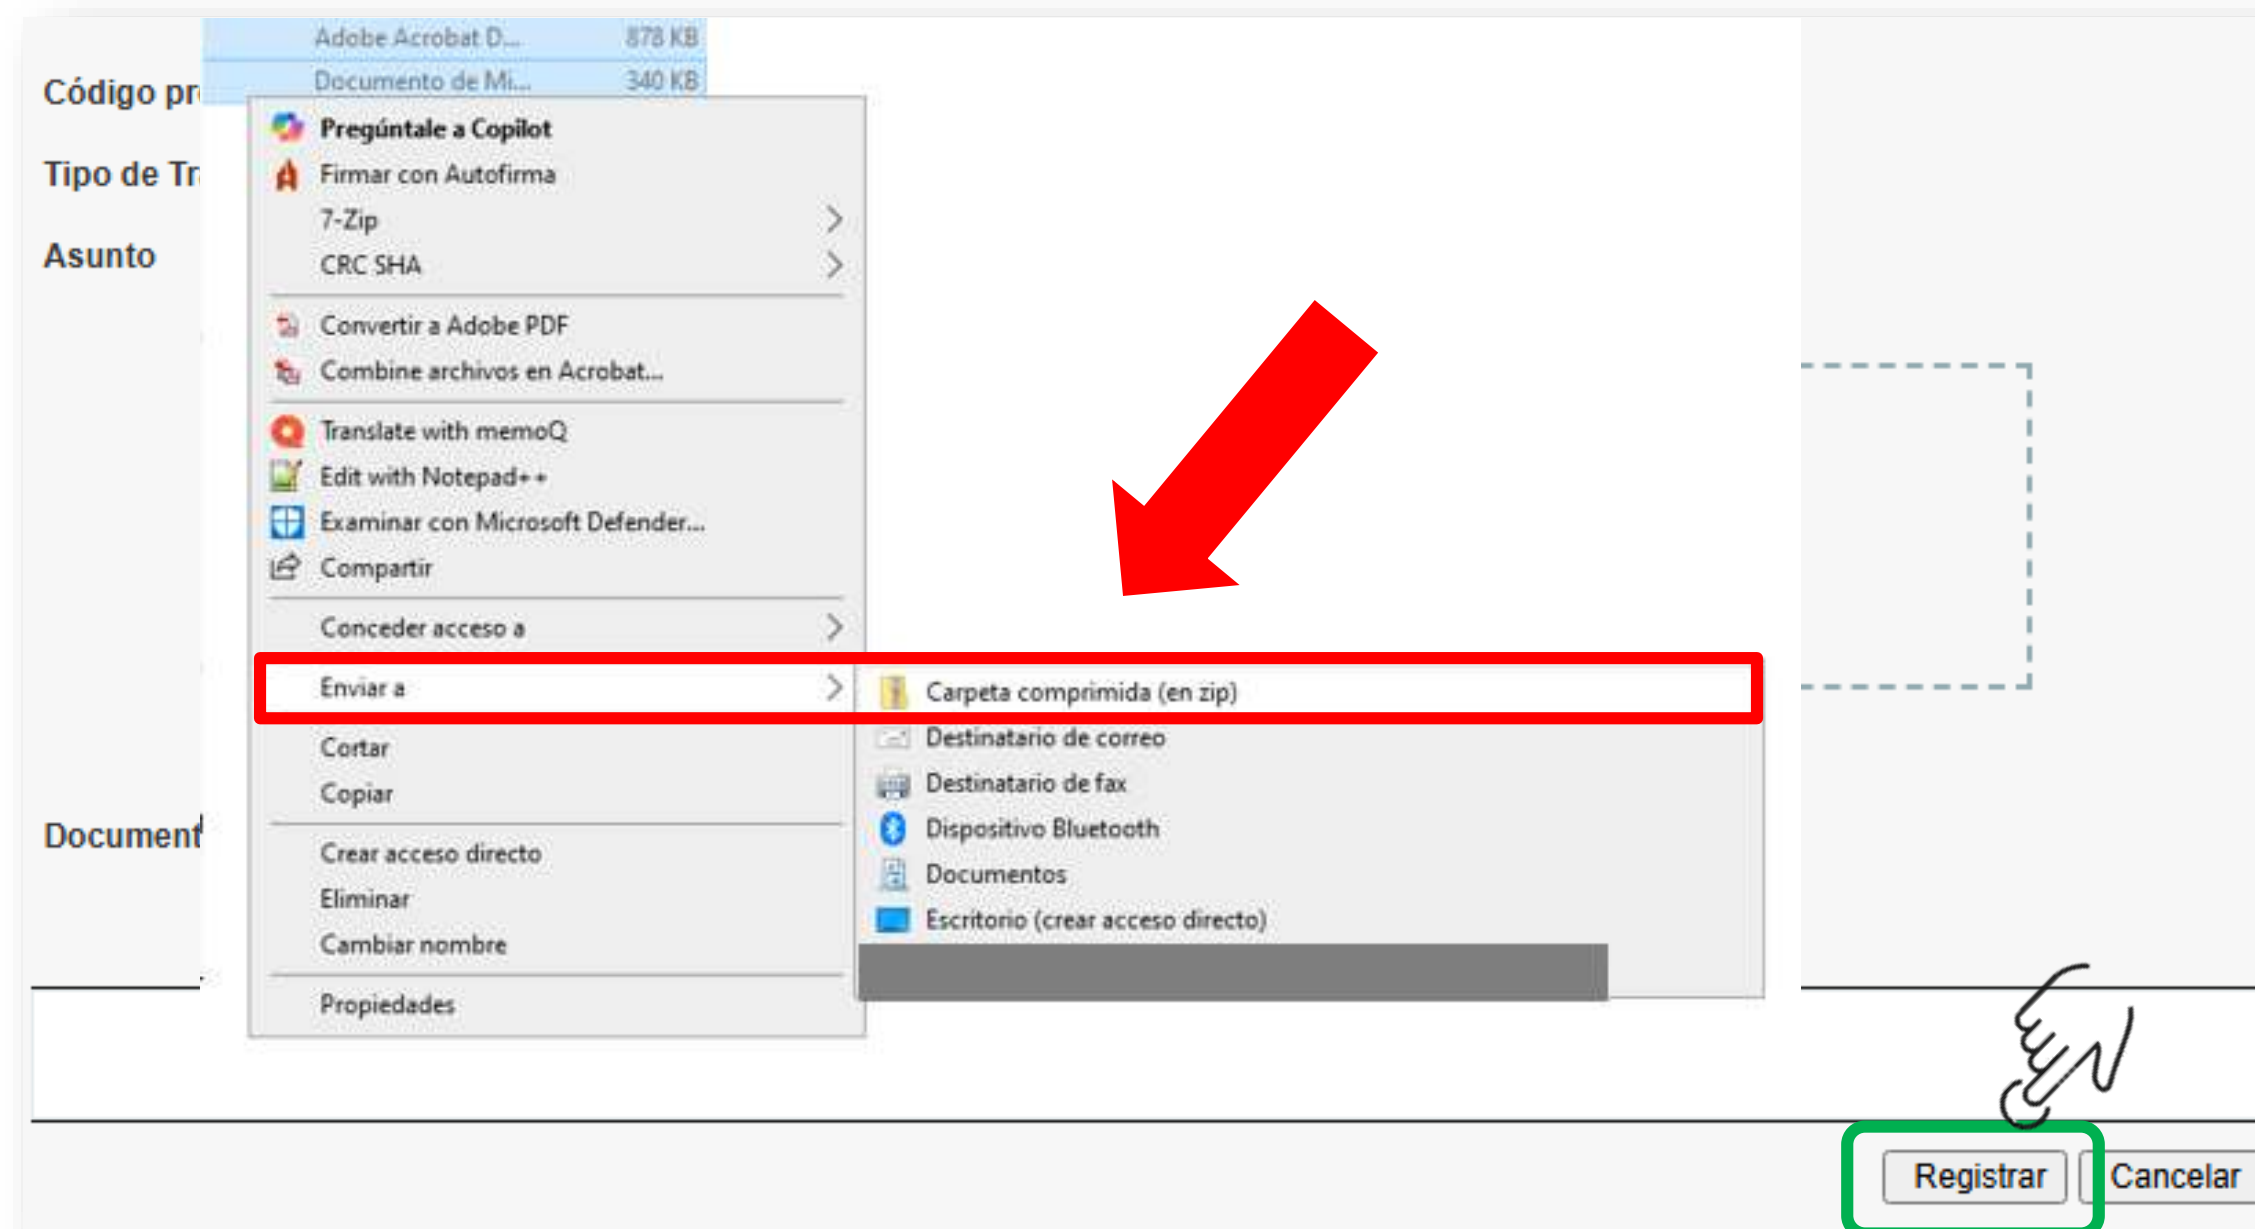 Adobe Acrobat D... 878 KB
Documento de Mi... 340 KB
Código pr
Tipo de Tr
Asunto
Document
Pregúntale a Copilot
Firmar con Autofirma
7-Zip
CRC SHA
Convertir a Adobe PDF
Combine archivos en Acrobat...
Translate with memoQ
Edit with Notepad++
Examinar con Microsoft Defender...
Compartir
Conceder acceso a
Enviar a
Cortar
Copiar
Crear acceso directo
Eliminar
Cambiar nombre
Propiedades
Carpeta comprimida (en zip)
Destinatario de correo
Destinatario de fax
Dispositivo Bluetooth
Documentos
Escritorio (crear acceso directo)
Registrar
Cancelar